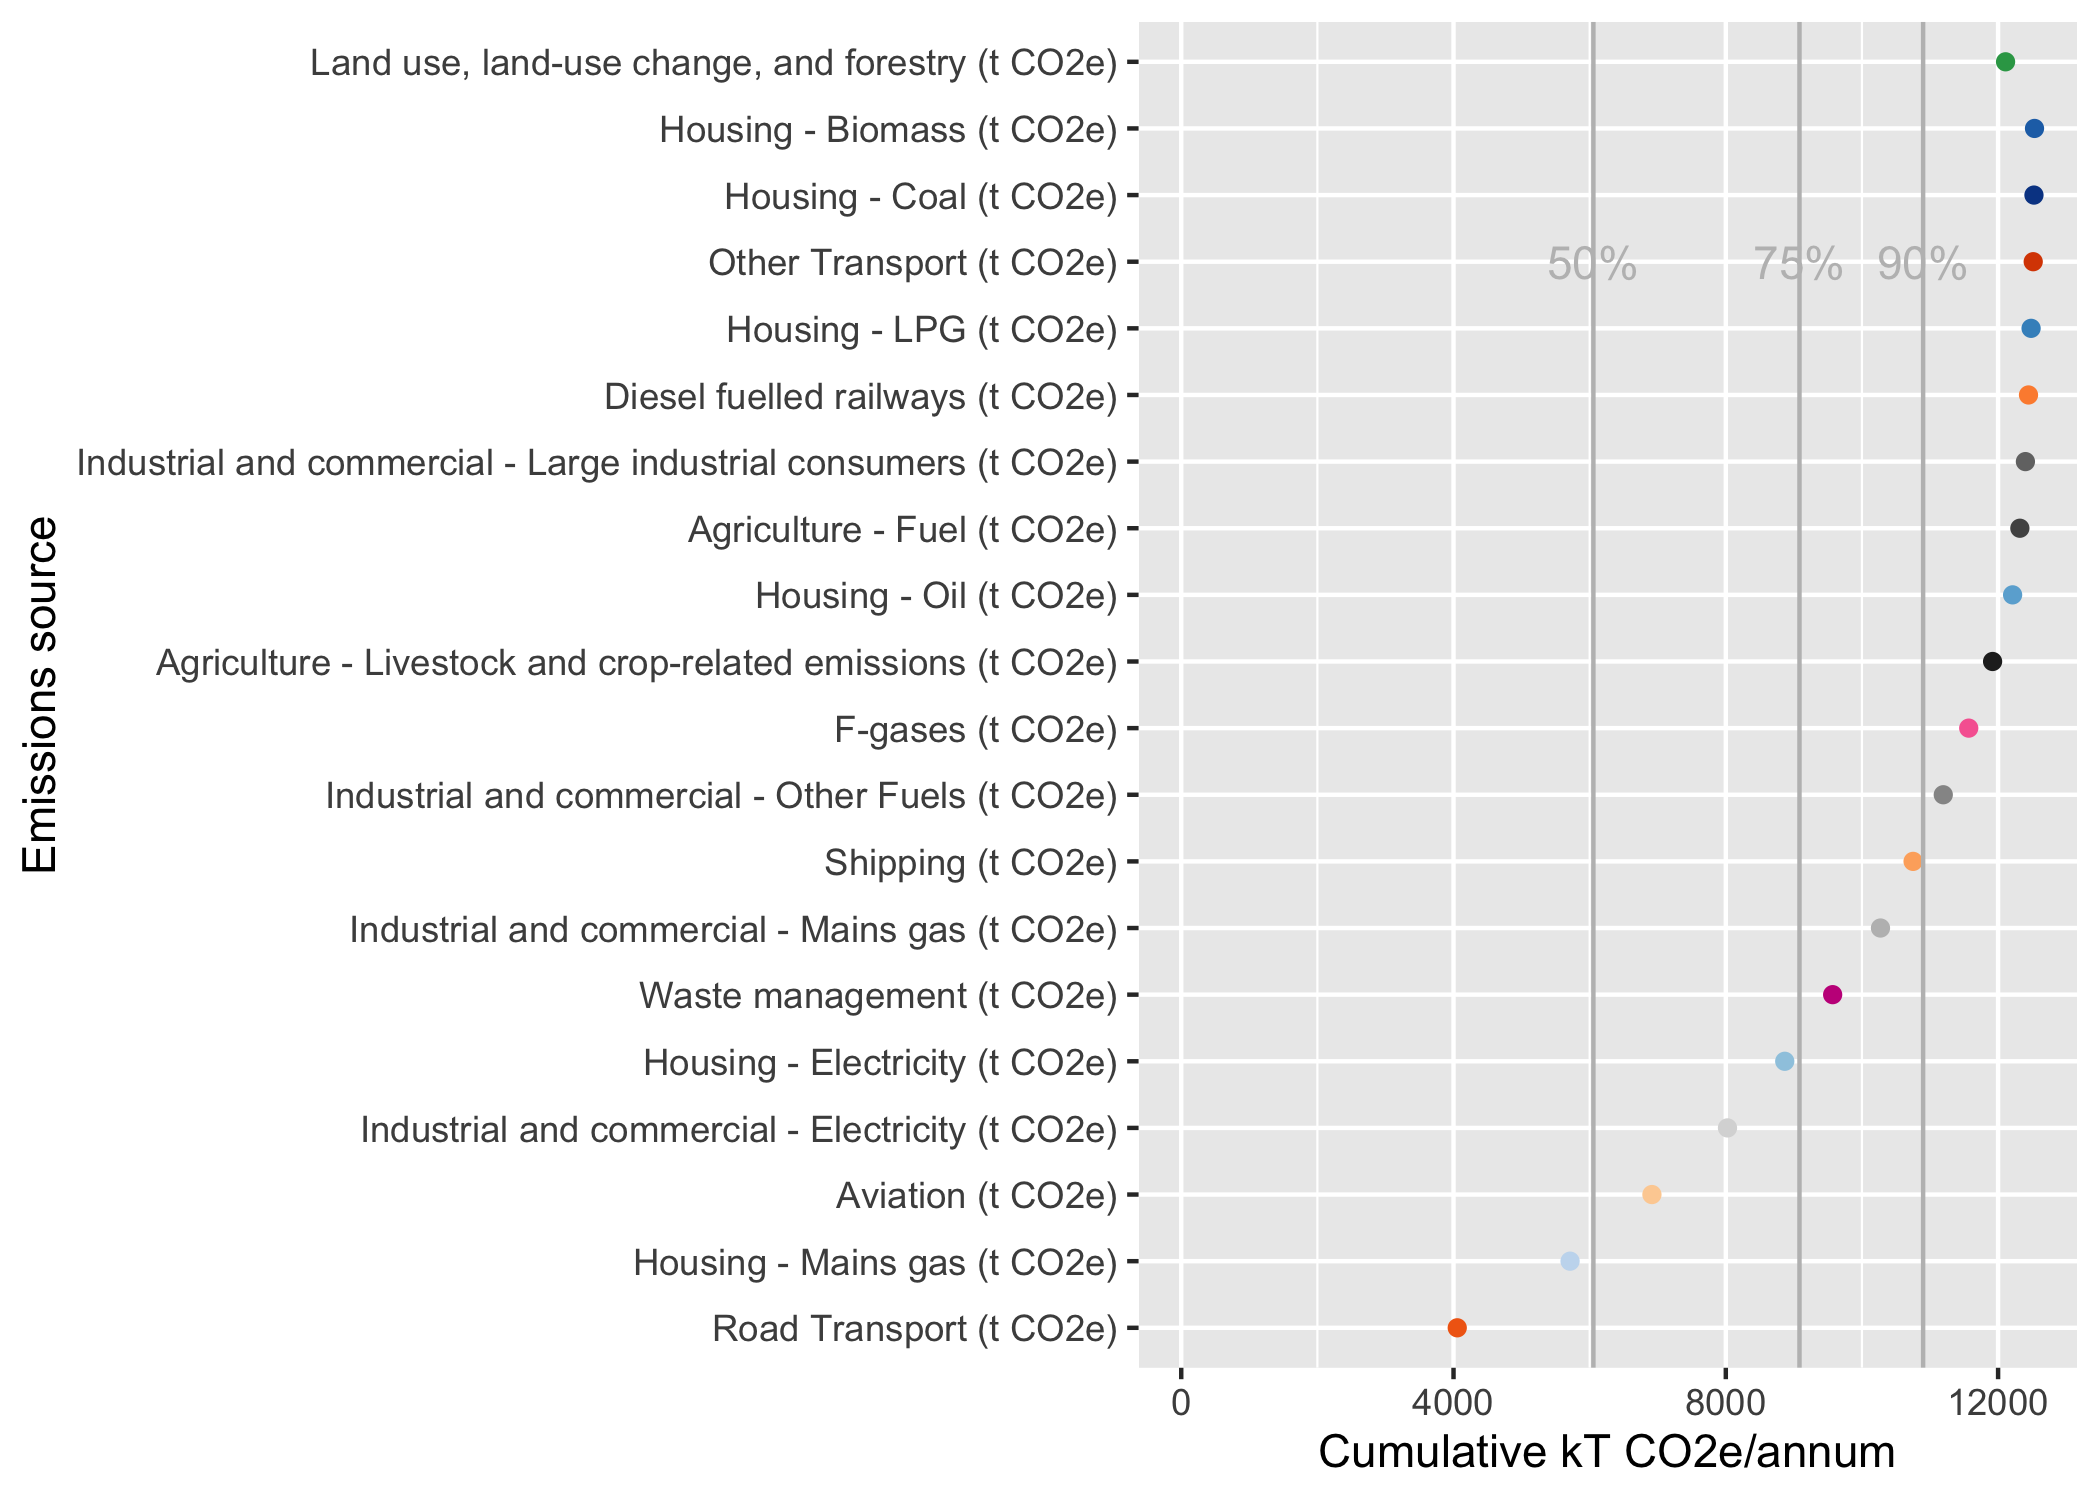 Emissions source
Land use, land-use change, and forestry (t CO2e)
Housing - Biomass (t CO2e)
Housing - Coal (t CO2e)
Other Transport (t CO2e)
50% 75% 90%
Housing - LPG (t CO2e)
Diesel fuelled railways (t CO2e)
Industrial and commercial - Large industrial consumers (t CO2e)
Agriculture - Fuel (t CO2e)
Housing - Oil (t CO2e)
Agriculture - Livestock and crop-related emissions (t CO2e)
F-gases (t CO2e)
Industrial and commercial - Other Fuels (t CO2e)
Shipping (t CO2e)
Industrial and commercial - Mains gas (t CO2e)
Waste management (t CO2e)
Housing - Electricity (t CO2e)
Industrial and commercial - Electricity (t CO2e)
Aviation (t CO2e)
Housing - Mains gas (t CO2e)
Road Transport (t CO2e)
0 4000 8000 12000
Cumulative kT CO2e/annum